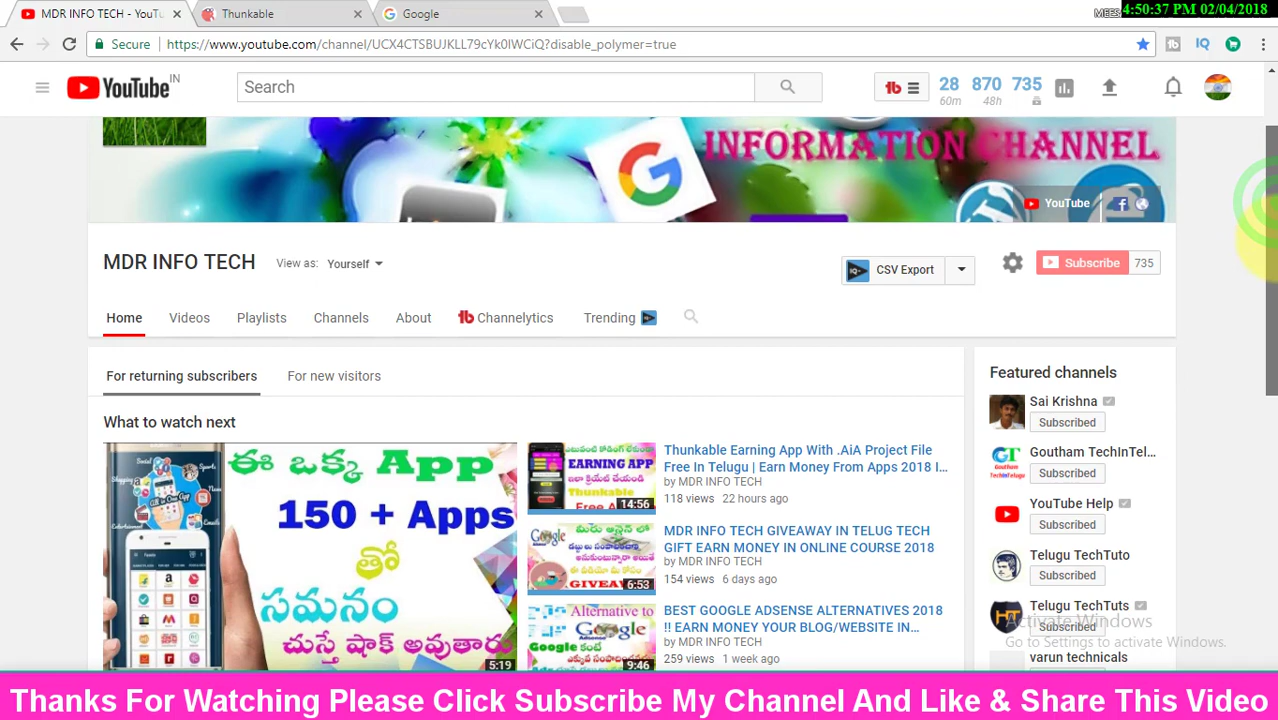 MDR INFO TECH - YouTu
Thunkable
Google
MEES
4:50:37 PM 02/04/2018
Secure
https://www.youtube.com/channel/UCX4CTSBUJKLL79cYk0lWCiQ?disable_polymer=true
IQ
YouTube IN
Search
28 870 735
60m 48h
INFORMATION CHANNEL
G
YouTube
MDR INFO TECH
View as: Yourself
CSV Export
Subscribe 735
Home Videos Playlists Channels About Channelytics Trending
For returning subscribers For new visitors
What to watch next
ఈ ఒక్క App
150 + Apps
తో
సమనం
చుస్తే షాక్ అవుతారు
5:19
EARNING APP
Thunkable
14:56
Thunkable Earning App With .AiA Project File
Free In Telugu | Earn Money From Apps 2018 I...
by MDR INFO TECH
118 views 22 hours ago
Google
GIVEAW
6:53
MDR INFO TECH GIVEAWAY IN TELUG TECH
GIFT EARN MONEY IN ONLINE COURSE 2018
by MDR INFO TECH
154 views 6 days ago
Alternative to
Google
Google కంటే
9:46
BEST GOOGLE ADSENSE ALTERNATIVES 2018
!! EARN MONEY YOUR BLOG/WEBSITE IN...
by MDR INFO TECH
259 views 1 week ago
Featured channels
Sai Krishna
Subscribed
Goutham TechInTel...
Subscribed
YouTube Help
Subscribed
Telugu TechTuto
Subscribed
Telugu TechTuts
Subscribed
varun technicals
Activate Windows
Go to Settings to activate Windows.
Thanks For Watching Please Click Subscribe My Channel And Like & Share This Video